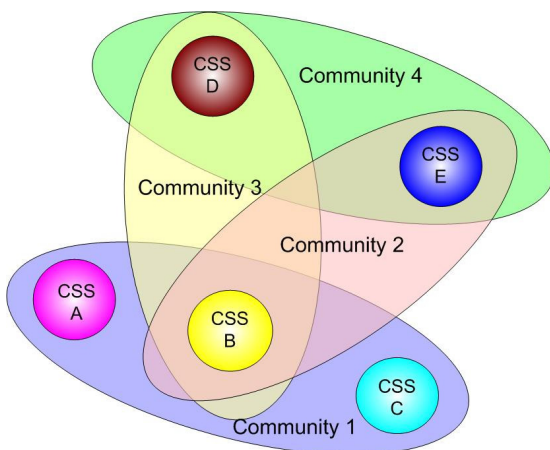 CSS
D
Community 4
CSS
E
Community 3
Community 2
CSS
A
CSS
B
CSS
C
Community 1